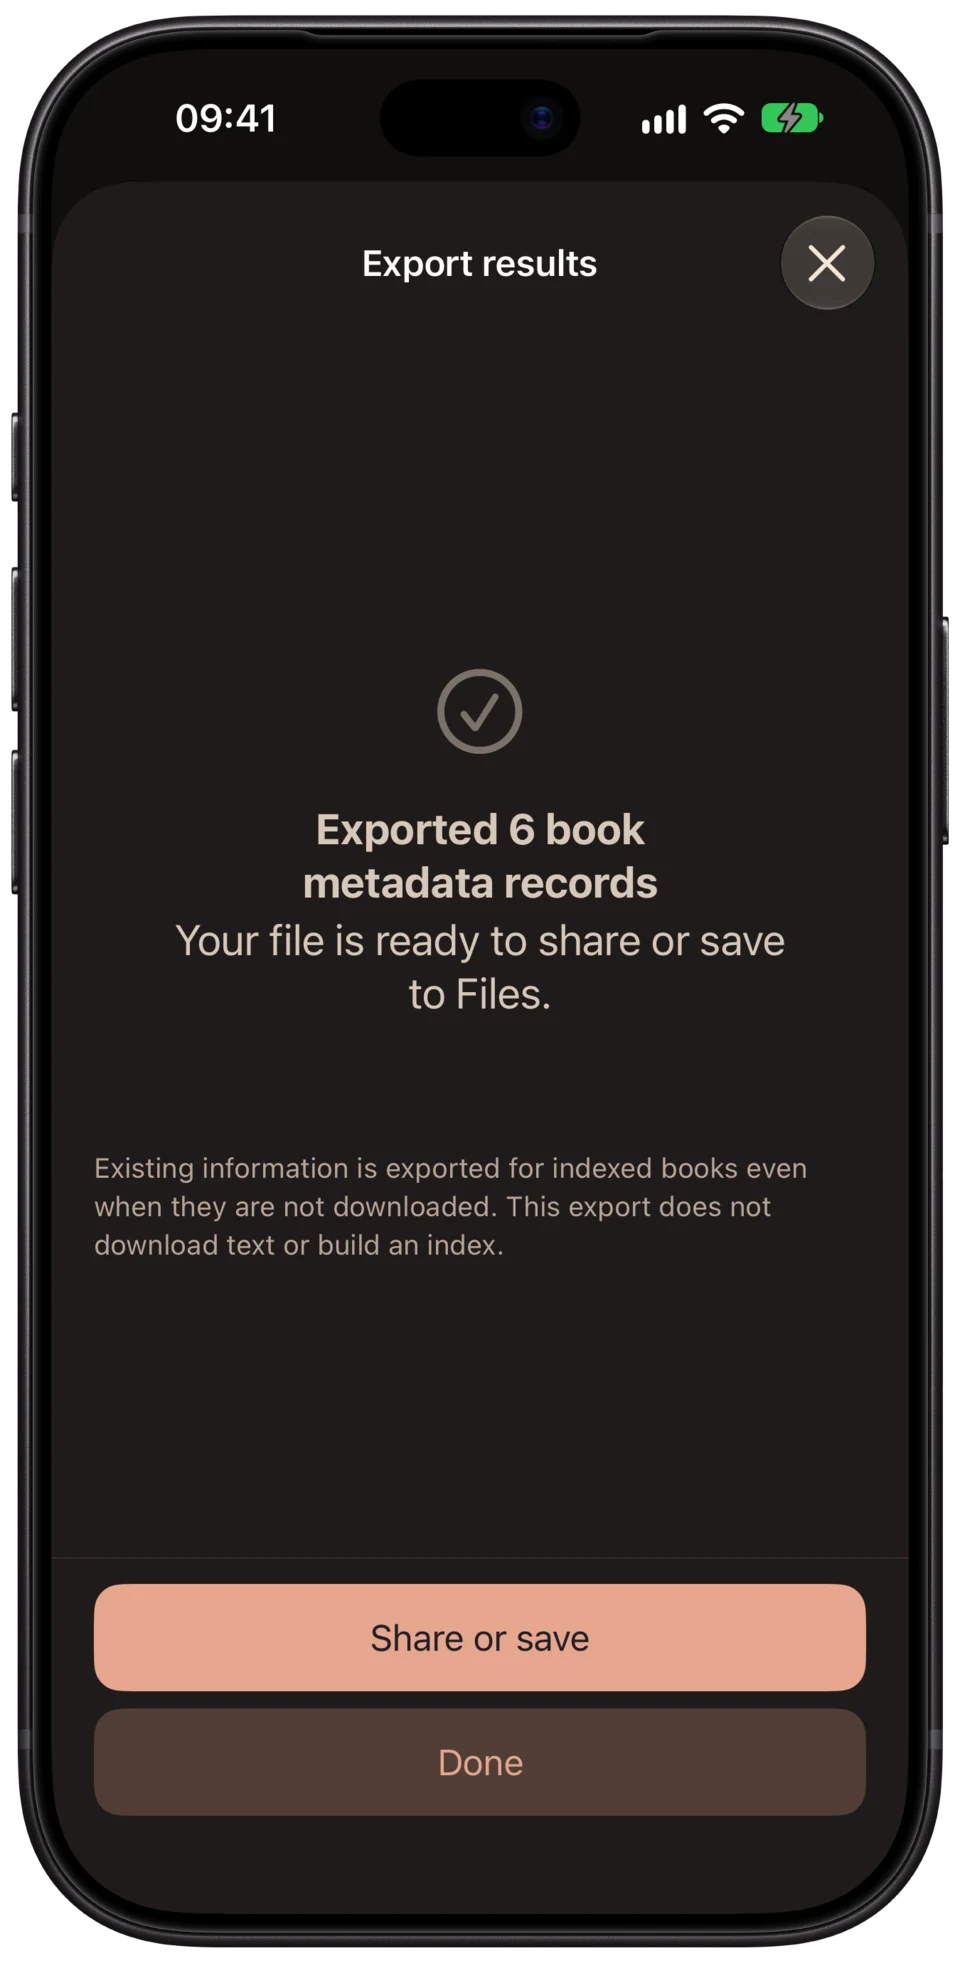 09:41
Export results
Exported 6 book
metadata records
Your file is ready to share or save
to Files.
Existing information is exported for indexed books even
when they are not downloaded. This export does not
download text or build an index.
Share or save
Done